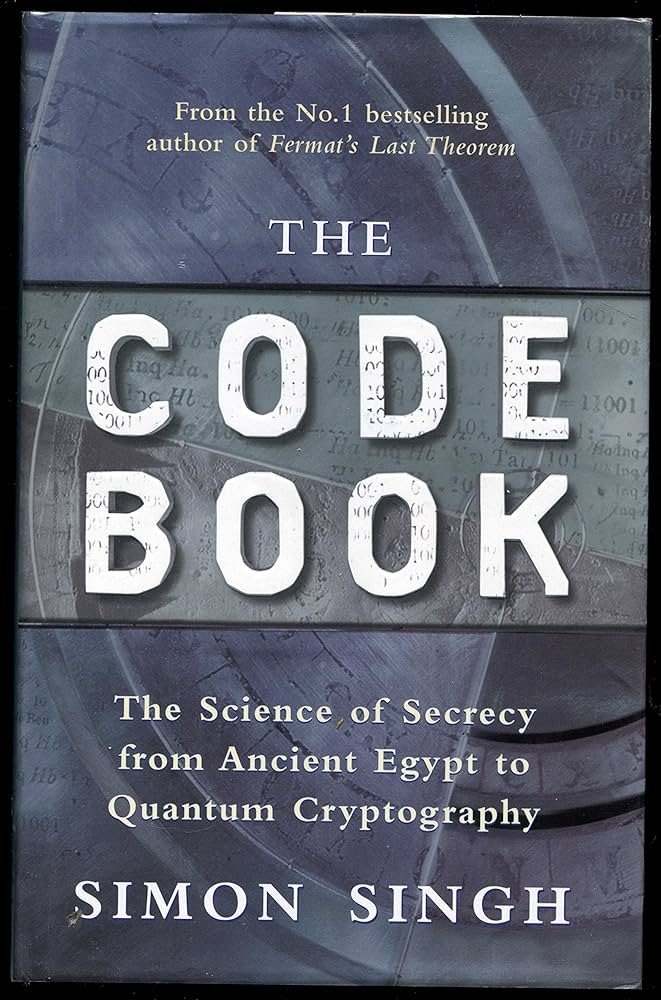 From the No.1 bestselling
author of Fermat's Last Theorem
THE
CODE
BOOK
The Science of Secrecy
from Ancient Egypt to
Quantum Cryptography
SIMON SINGH